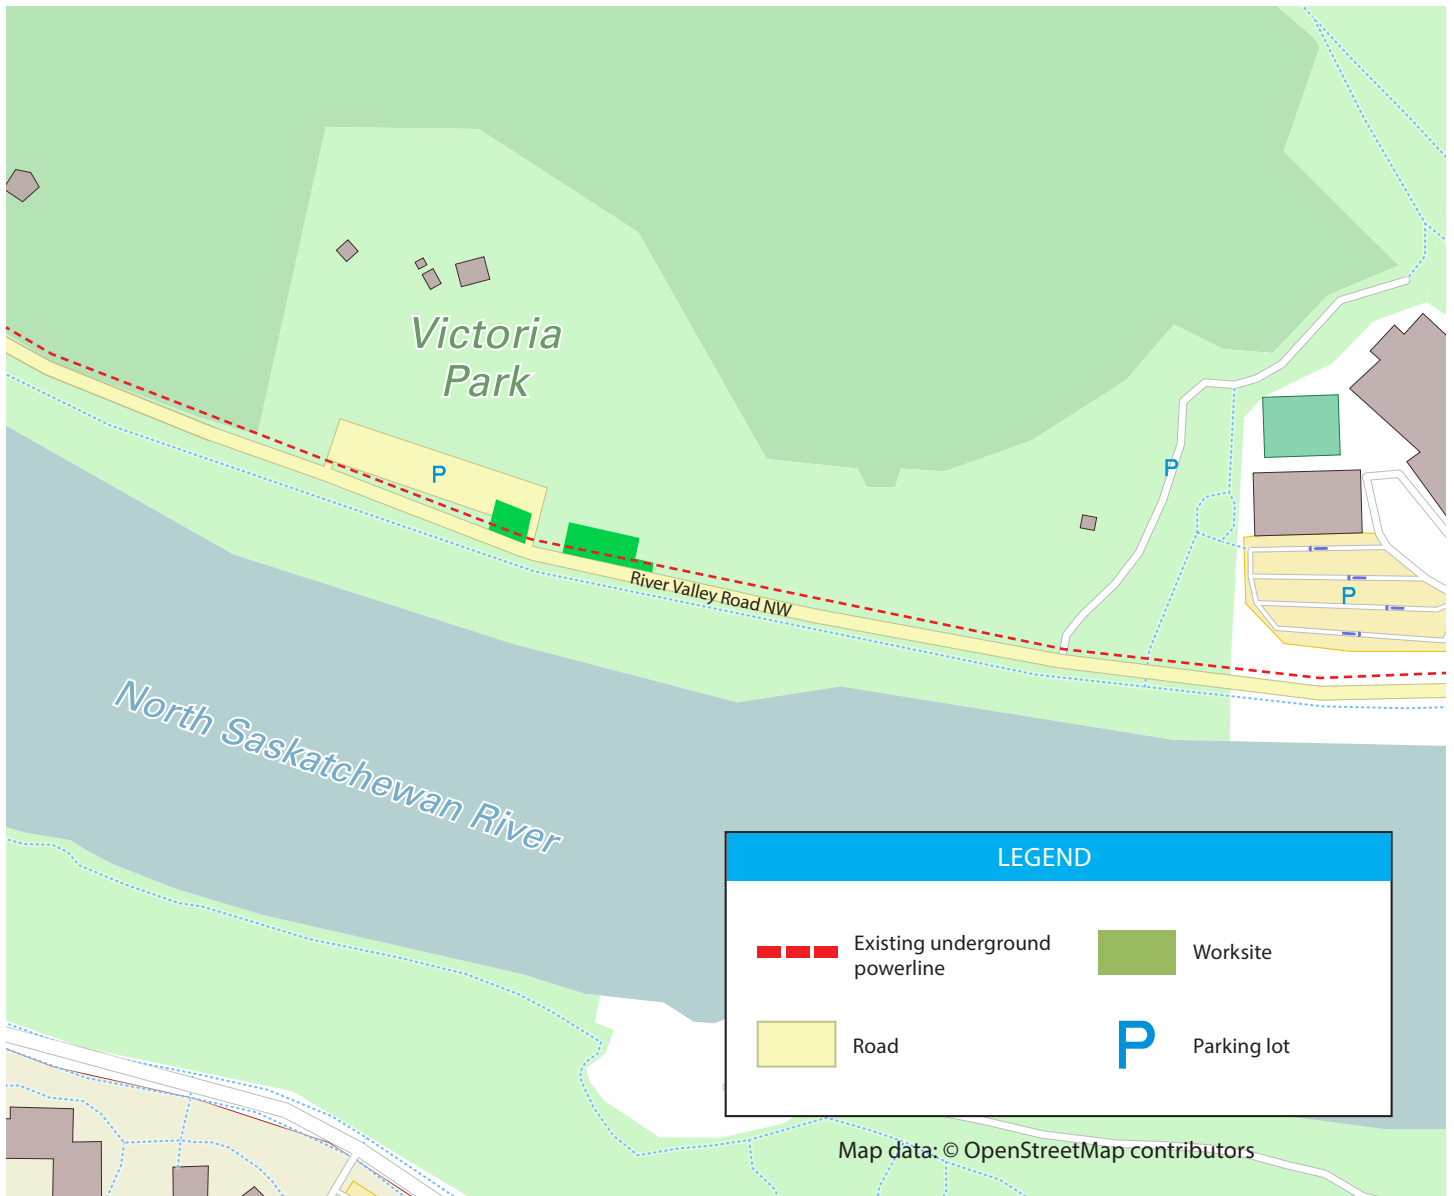 Victoria
Park
P
P
P
River Valley Road NW
North Saskatchewan River
LEGEND
Existing underground
powerline
Worksite
Road
P
Parking lot
Map data: © OpenStreetMap contributors